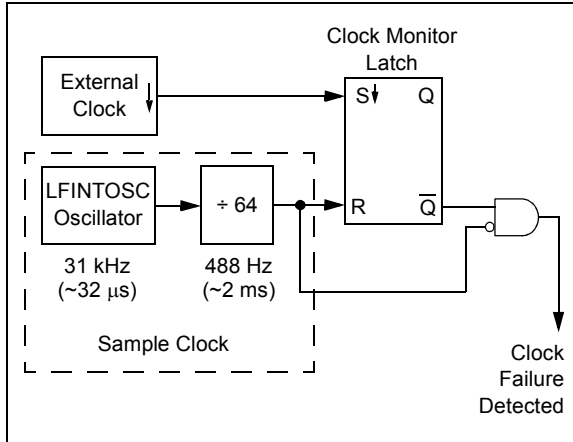 Clock Monitor
Latch
External
Clock
S
Q
LFINTOSC
Oscillator
÷ 64
R
Q̅
31 kHz
(~32 μs)
488 Hz
(~2 ms)
Sample Clock
Clock
Failure
Detected